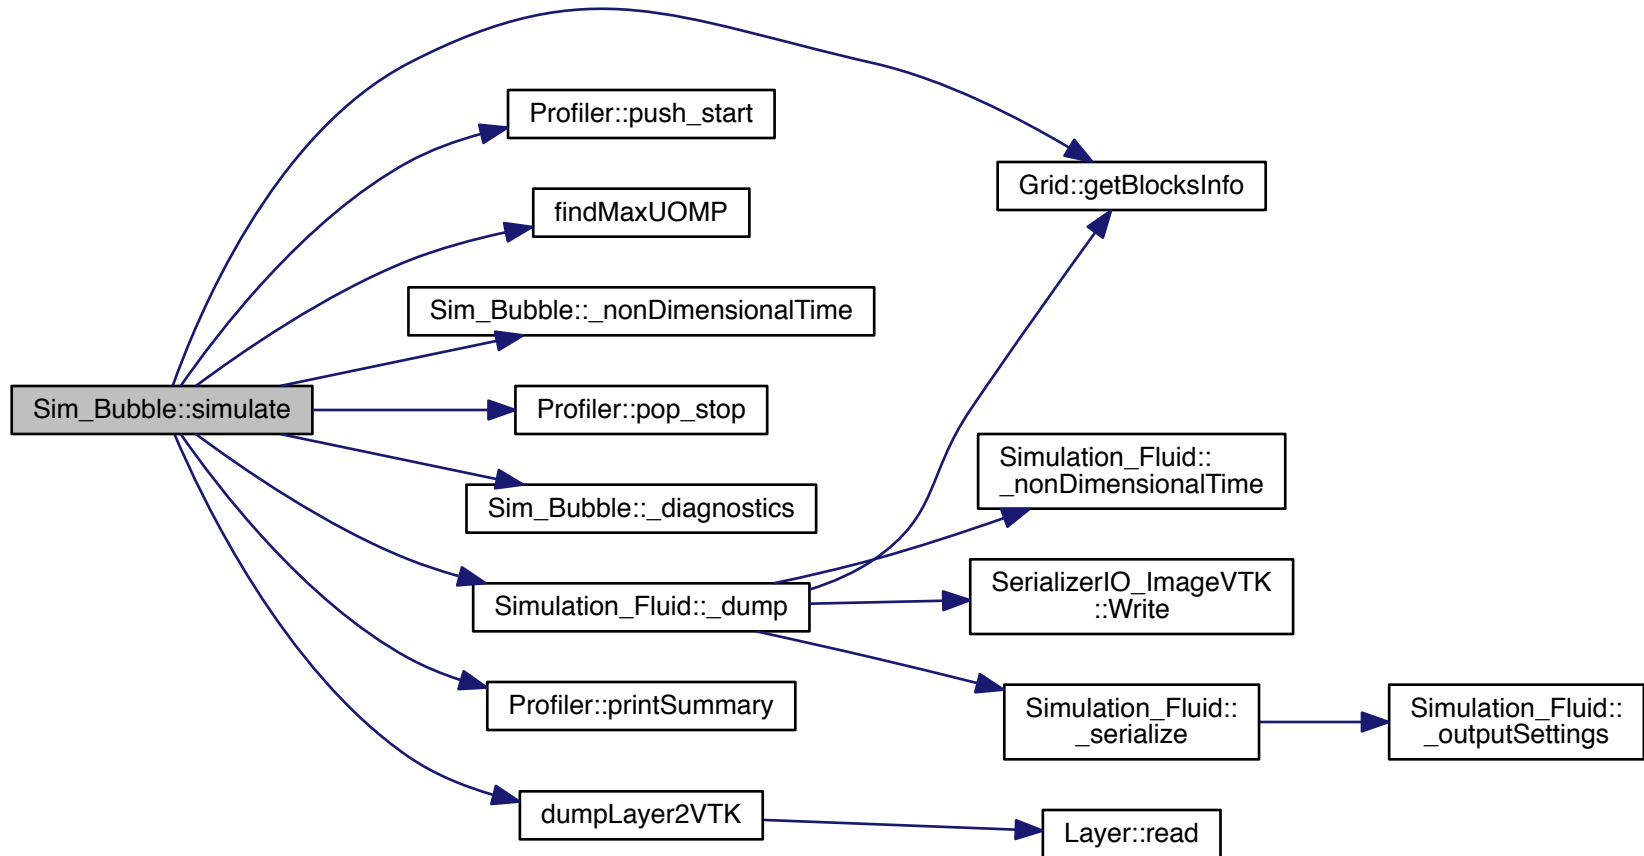 Profiler::push_start
Grid::getBlocksInfo
findMaxUOMP
Sim_Bubble::_nonDimensionalTime
Sim_Bubble::simulate
Profiler::pop_stop
Simulation_Fluid::
_nonDimensionalTime
Sim_Bubble::_diagnostics
SerializerIO_ImageVTK
::Write
Simulation_Fluid::_dump
Profiler::printSummary
Simulation_Fluid::
_serialize
Simulation_Fluid::
_outputSettings
dumpLayer2VTK
Layer::read